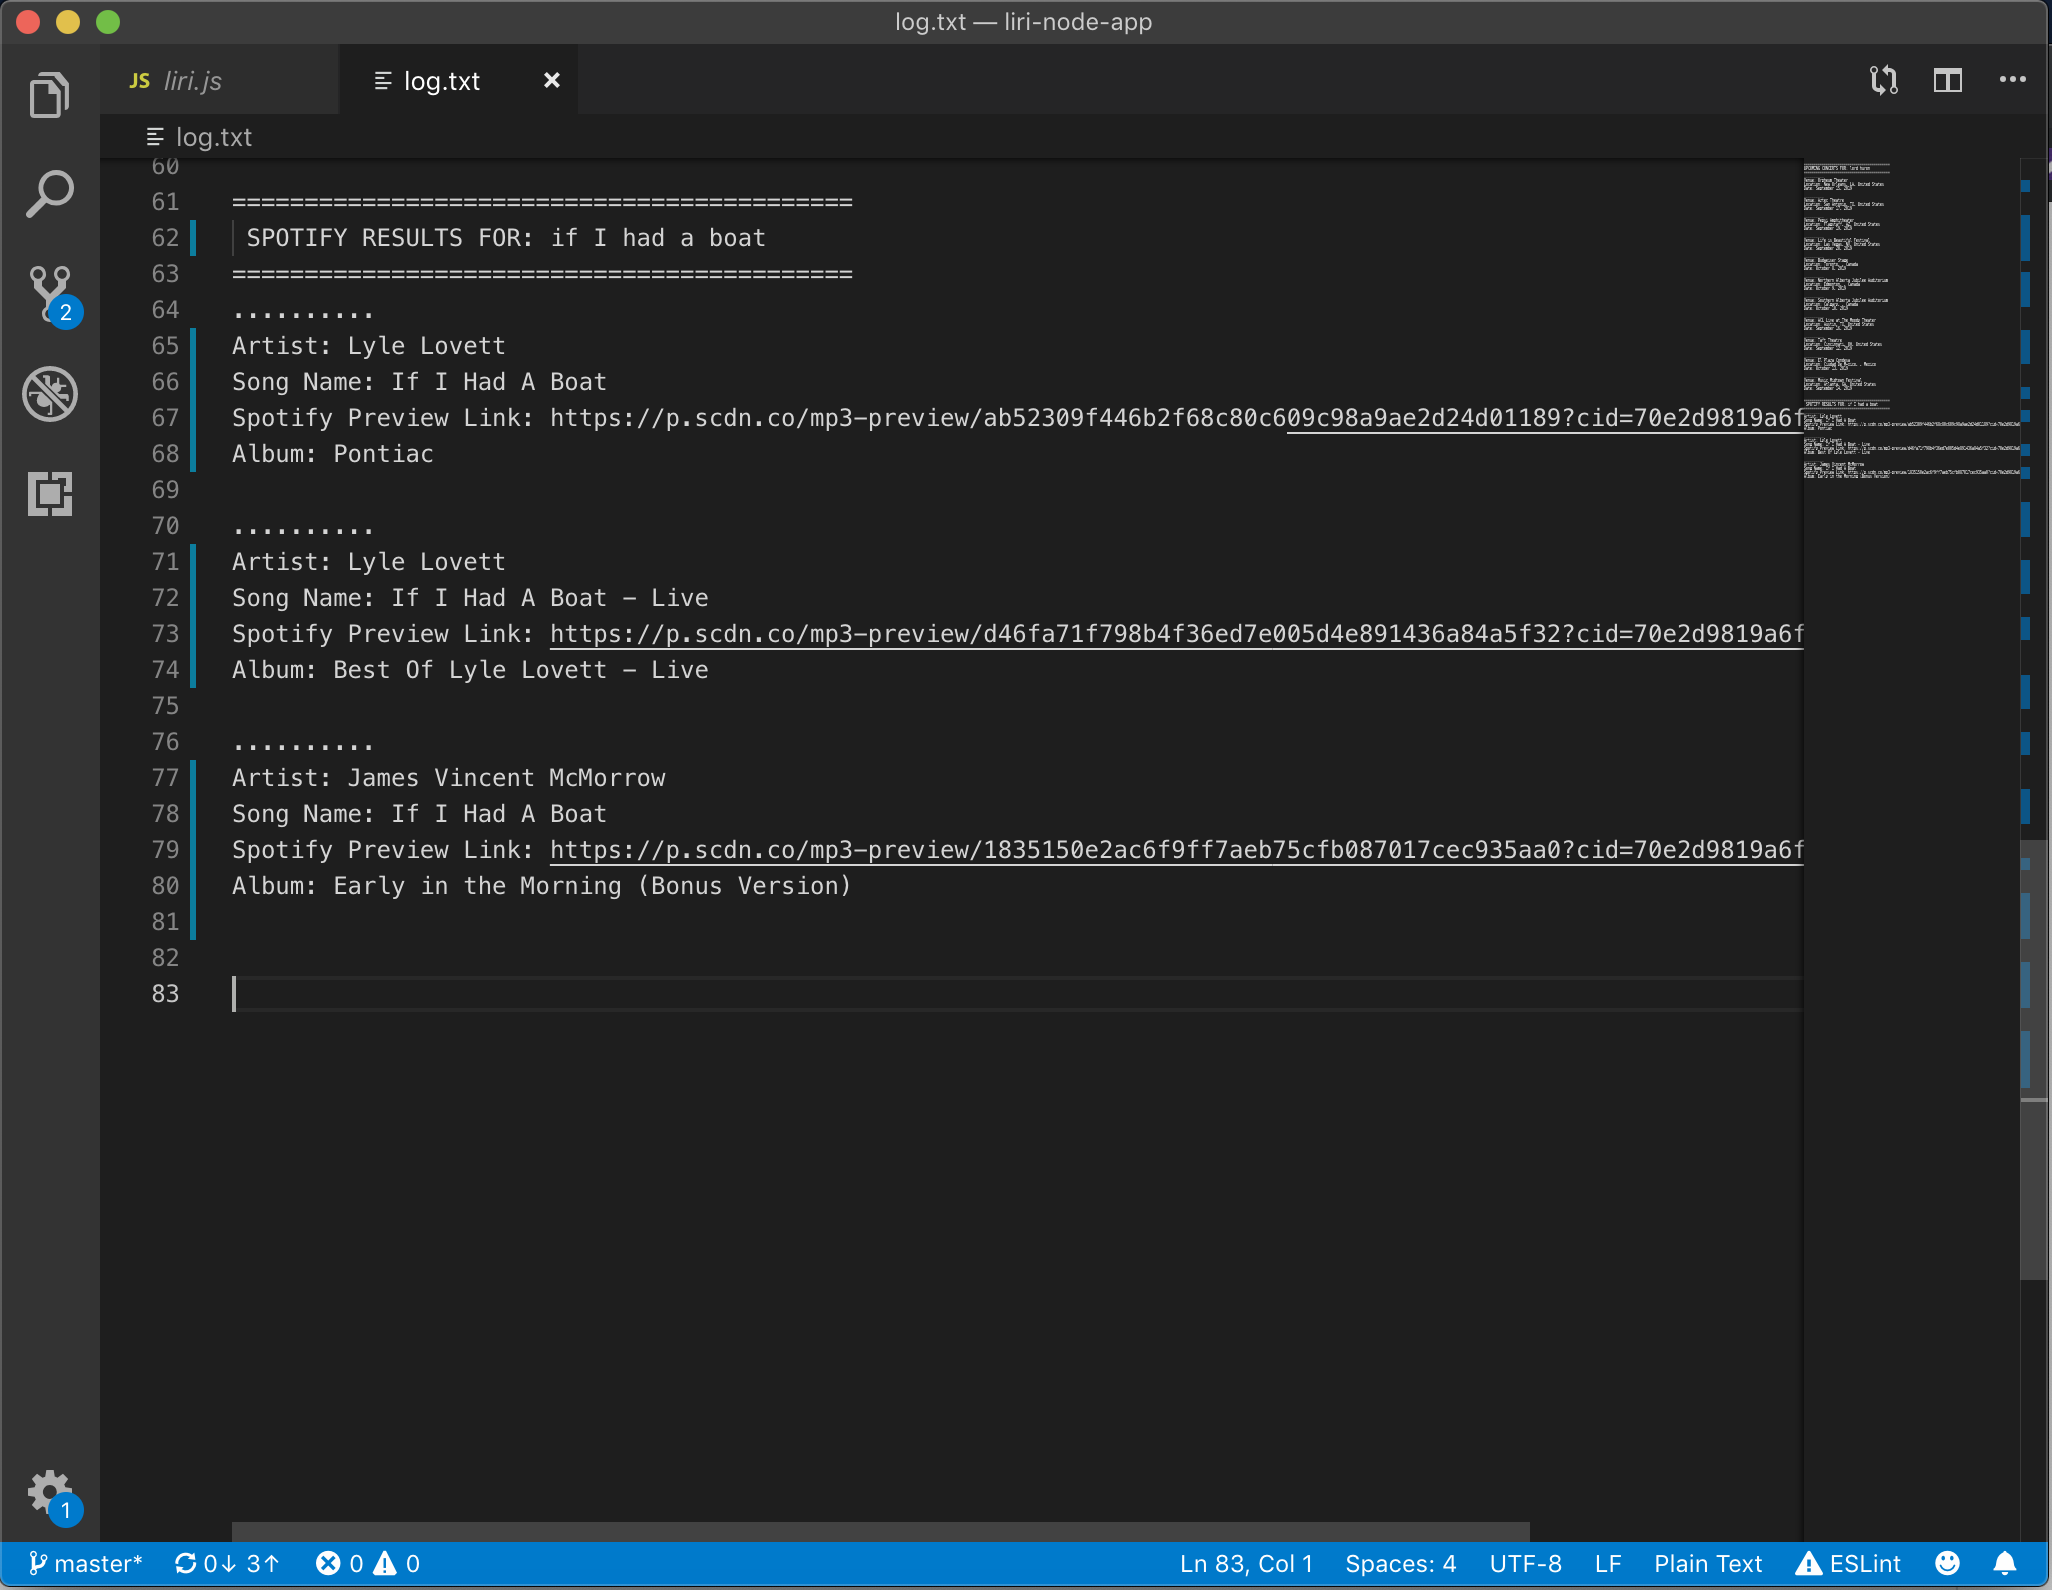 log.txt — liri-node-app
JS liri.js
log.txt
log.txt
60
61 ===========================================
62 SPOTIFY RESULTS FOR: if I had a boat
63 ===========================================
64 ..........
65 Artist: Lyle Lovett
66 Song Name: If I Had A Boat
67 Spotify Preview Link: https://p.scdn.co/mp3-preview/ab52309f446b2f68c80c609c98a9ae2d24d01189?cid=70e2d9819a6f
68 Album: Pontiac
69
70 ..........
71 Artist: Lyle Lovett
72 Song Name: If I Had A Boat - Live
73 Spotify Preview Link: https://p.scdn.co/mp3-preview/d46fa71f798b4f36ed7e005d4e891436a84a5f32?cid=70e2d9819a6f
74 Album: Best Of Lyle Lovett - Live
75
76 ..........
77 Artist: James Vincent McMorrow
78 Song Name: If I Had A Boat
79 Spotify Preview Link: https://p.scdn.co/mp3-preview/1835150e2ac6f9ff7aeb75cfb087017cec935aa0?cid=70e2d9819a6f
80 Album: Early in the Morning (Bonus Version)
81
82
83
2
1
master* 0↓ 3↑ 0 0 Ln 83, Col 1 Spaces: 4 UTF-8 LF Plain Text ESLint